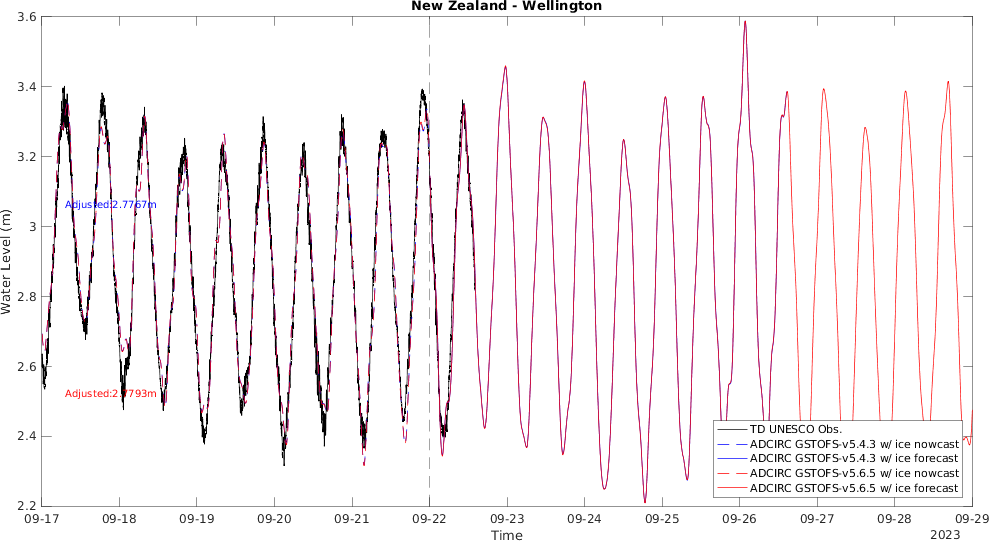 New Zealand - Wellington
3.6
3.4
3.2
3
2.8
2.6
2.4
2.2
Water Level (m)
Adjusted:2.7767m
Adjusted:2.7793m
TD UNESCO Obs.
ADCIRC GSTOFS-v5.4.3 w/ ice nowcast
ADCIRC GSTOFS-v5.4.3 w/ ice forecast
ADCIRC GSTOFS-v5.6.5 w/ ice nowcast
ADCIRC GSTOFS-v5.6.5 w/ ice forecast
09-17 09-18 09-19 09-20 09-21 09-22 09-23 09-24 09-25 09-26 09-27 09-28 09-29
Time
2023